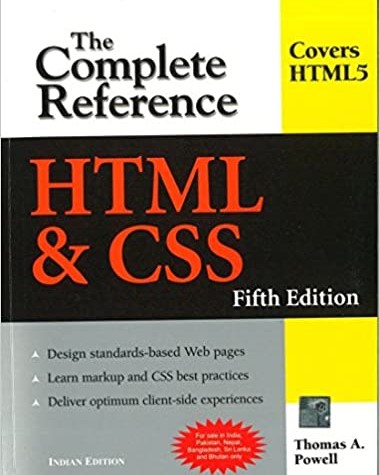 The
Complete
Reference
Covers
HTML5
HTML
& CSS
Fifth Edition
Design standards-based Web pages
Learn markup and CSS best practices
Deliver optimum client-side experiences
For sale in India,
Pakistan, Nepal,
Bangladesh, Sri Lanka
and Bhutan only
INDIAN EDITION
Thomas A.
Powell